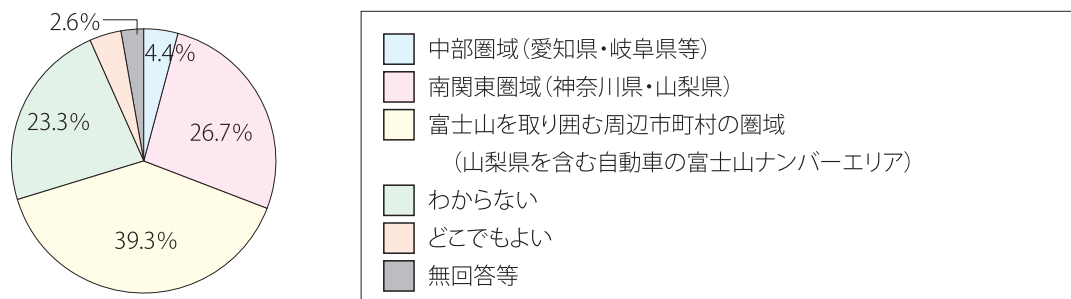 2.6%
4.4%
26.7%
23.3%
39.3%
中部圏域（愛知県・岐阜県等）
南関東圏域（神奈川県・山梨県）
富士山を取り囲む周辺市町村の圏域
（山梨県を含む自動車の富士山ナンバーエリア）
わからない
どこでもよい
無回答等